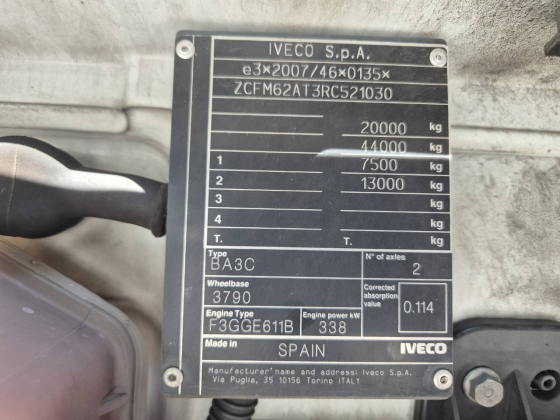 IVECO S.p.A.
e3×2007/46×0135×
ZCFM62AT3RC521030
20000 kg
44000 kg
1 7500 kg
2 13000 kg
3 kg
4 kg
T. T. kg
Type
BA3C
N° of axles
2
Wheelbase
3790
Corrected absorption value
0.114
Engine Type
F3GGE611B
Engine power kW
338
Made in SPAIN IVECO
Manufacturer'name and address: Iveco S.p.A.
Via Puglia, 35 10156 Torino ITALY